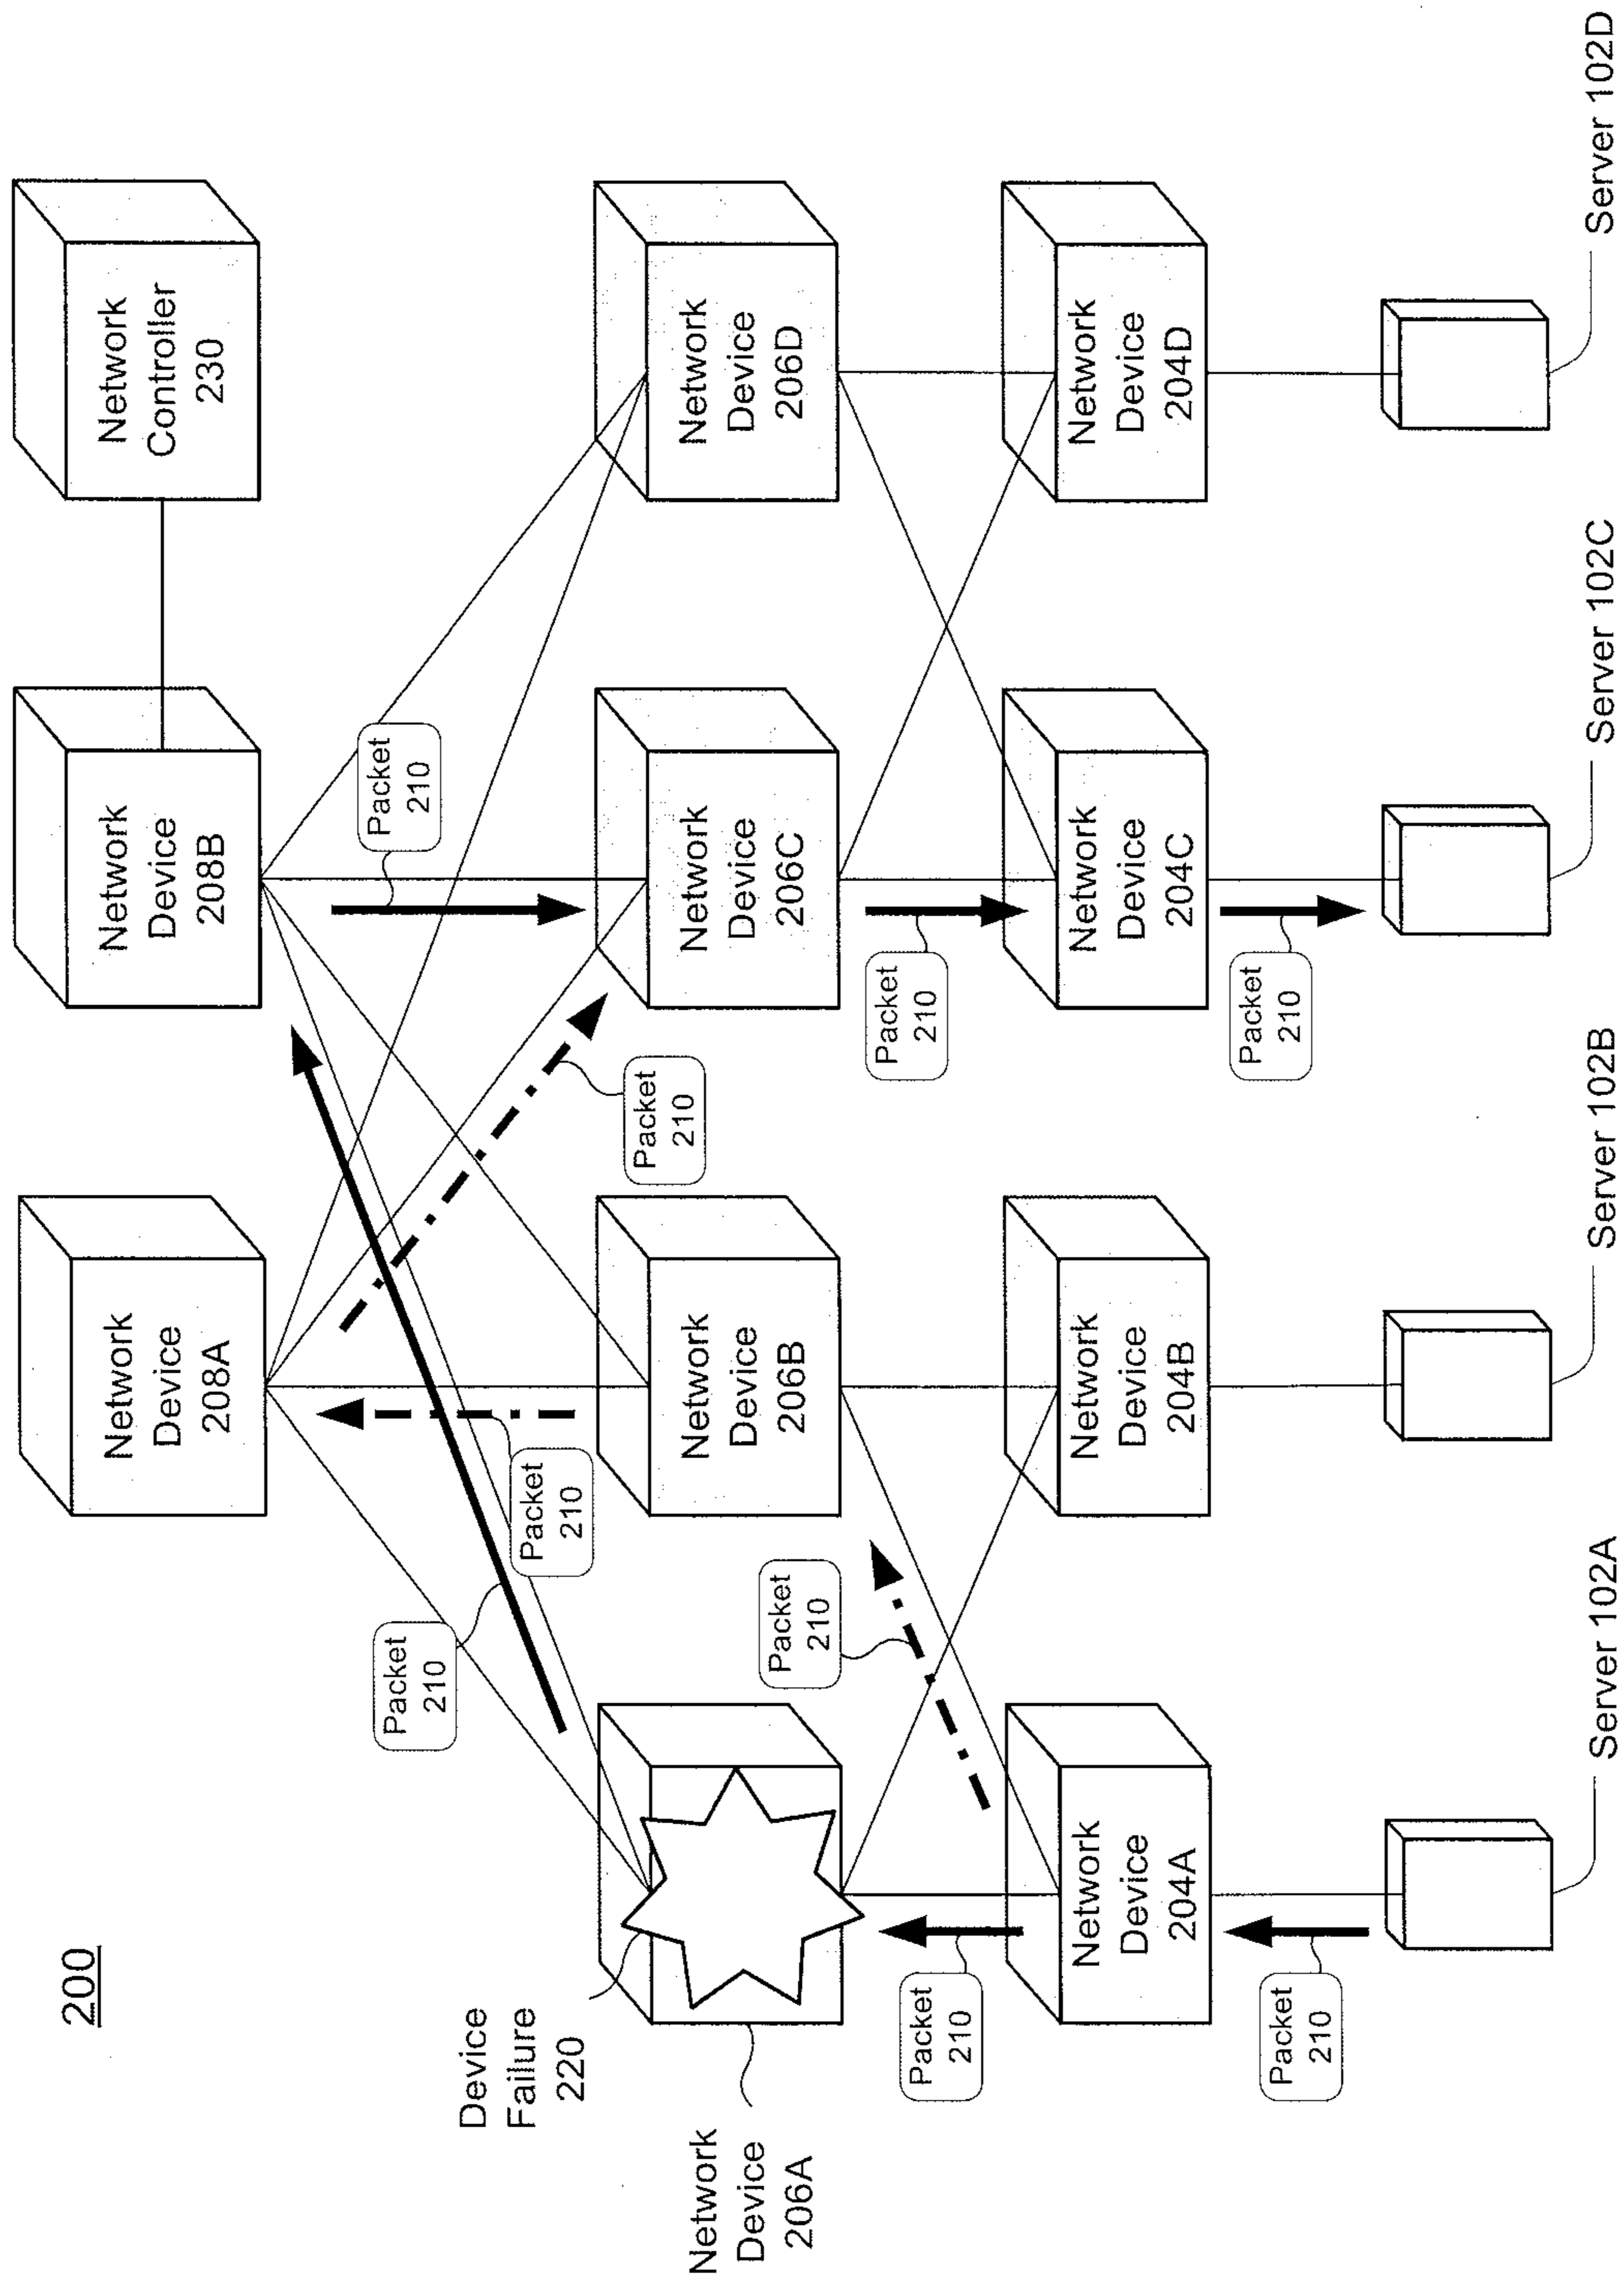 200
Network
Device
208A
Network
Device
208B
Network
Controller
230
Packet
210
Packet
210
Packet
210
Packet
210
Device
Failure
220
Network
Device
206A
Network
Device
206B
Network
Device
206C
Network
Device
206D
Packet
210
Packet
210
Packet
210
Network
Device
204A
Network
Device
204B
Network
Device
204C
Network
Device
204D
Packet
210
Packet
210
Server 102A
Server 102B
Server 102C
Server 102D